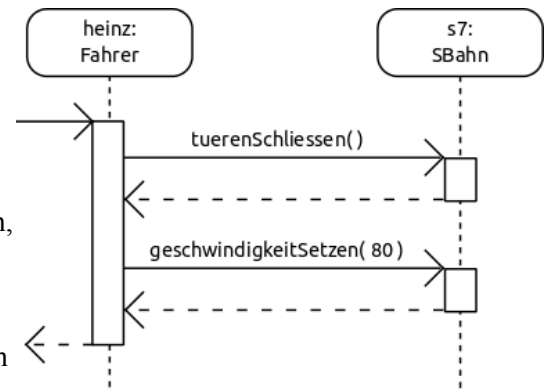 heinz:
Fahrer
s7:
SBahn
tuerenSchliessen()
geschwindigkeitSetzen( 80 )